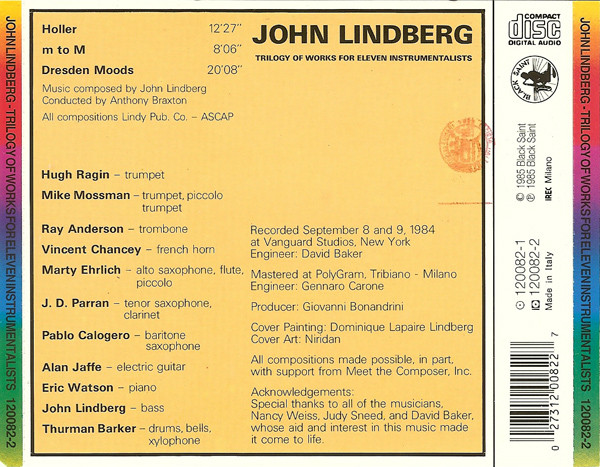 JOHN LINDBERG - TRILOGY OF WORKS FOR ELEVEN INSTRUMENTALISTS 120082-2
Holler 12'27"
m to M 8'06"
Dresden Moods 20'08"
Music composed by John Lindberg
Conducted by Anthony Braxton
All compositions Lindy Pub. Co. – ASCAP
JOHN LINDBERG
TRILOGY OF WORKS FOR ELEVEN INSTRUMENTALISTS
Hugh Ragin – trumpet
Mike Mossman – trumpet, piccolo
trumpet
Ray Anderson – trombone
Vincent Chancey – french horn
Marty Ehrlich – alto saxophone, flute,
piccolo
J. D. Parran – tenor saxophone,
clarinet
Pablo Calogero – baritone
saxophone
Alan Jaffe – electric guitar
Eric Watson – piano
John Lindberg – bass
Thurman Barker – drums, bells,
xylophone
Recorded September 8 and 9, 1984
at Vanguard Studios, New York
Engineer: David Baker
Mastered at PolyGram, Tribiano - Milano
Engineer: Gennaro Carone
Producer: Giovanni Bonandrini
Cover Painting: Dominique Lapaire Lindberg
Cover Art: Niridan
All compositions made possible, in part,
with support from Meet the Composer, Inc.
Acknowledgements:
Special thanks to all of the musicians,
Nancy Weiss, Judy Sneed, and David Baker,
whose aid and interest in this music made
it come to life.
COMPACT
disc
DIGITAL AUDIO
BLACK SAINT
© 1985 Black Saint
℗ 1985 Black Saint
IREC Milano
120082-1
120082-2
Made in Italy
0 27312 00822 7
JOHN LINDBERG - TRILOGY OF WORKS FOR ELEVEN INSTRUMENTALISTS 120082-2